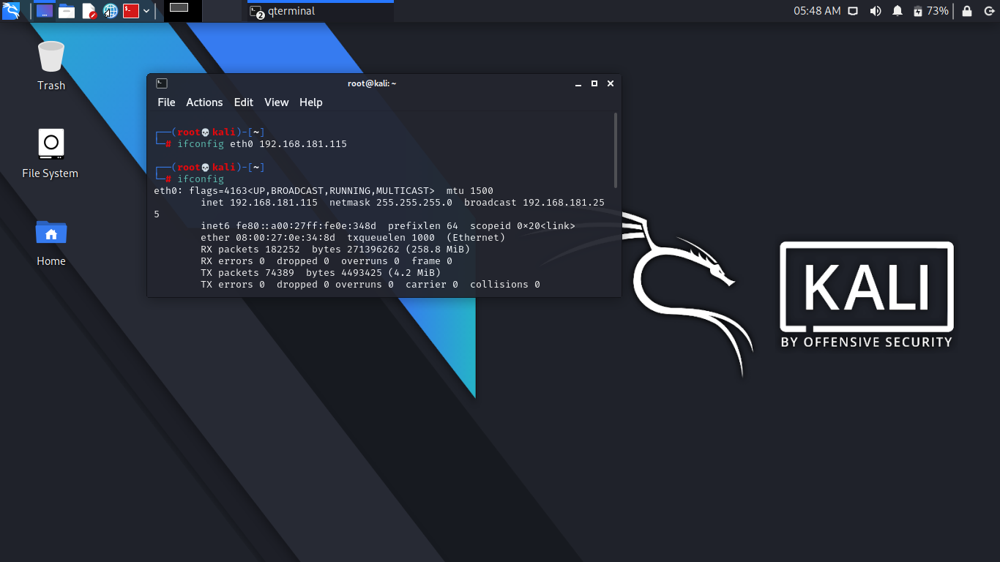 qterminal
2
05:48 AM
73%
Trash
File System
Home
root@kali: ~
File Actions Edit View Help
┌──(root💀kali)-[~]
└─# ifconfig eth0 192.168.181.115
┌──(root💀kali)-[~]
└─# ifconfig
eth0: flags=4163<UP,BROADCAST,RUNNING,MULTICAST>  mtu 1500
        inet 192.168.181.115  netmask 255.255.255.0  broadcast 192.168.181.25
5
        inet6 fe80::a00:27ff:fe0e:348d  prefixlen 64  scopeid 0×20<link>
        ether 08:00:27:0e:34:8d  txqueuelen 1000  (Ethernet)
        RX packets 182252  bytes 271396262 (258.8 MiB)
        RX errors 0  dropped 0  overruns 0  frame 0
        TX packets 74389  bytes 4493425 (4.2 MiB)
        TX errors 0  dropped 0 overruns 0  carrier 0  collisions 0
KALI
BY OFFENSIVE SECURITY